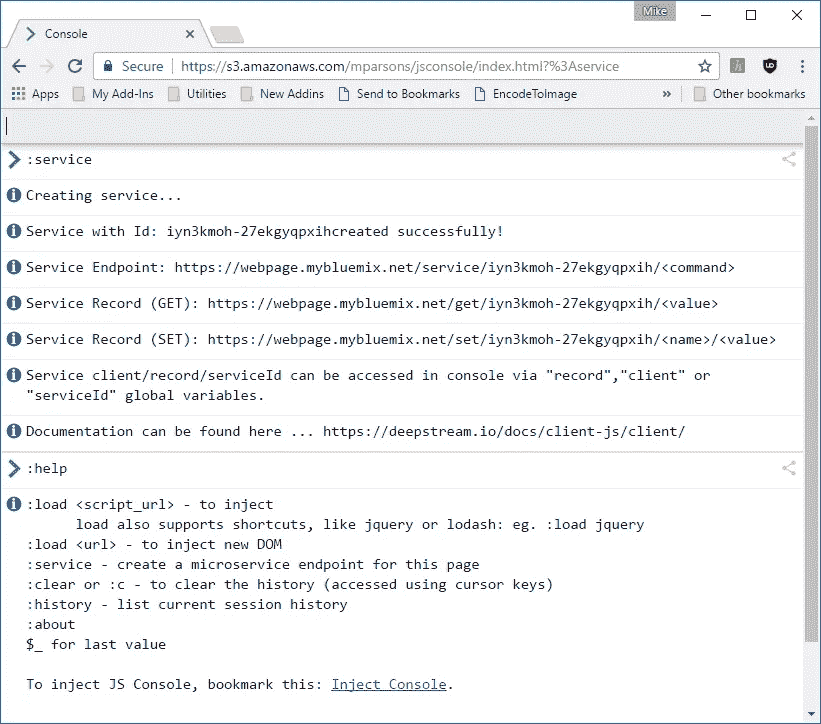 Mike
Console
Secure https://s3.amazonaws.com/mparsons/jsconsole/index.html?%3Aservice
Apps My Add-Ins Utilities New Addins Send to Bookmarks EncodeToImage » Other bookmarks
:service
Creating service...
Service with Id: iyn3kmoh-27ekgyqpxihcreated successfully!
Service Endpoint: https://webpage.mybluemix.net/service/iyn3kmoh-27ekgyqpxih/<command>
Service Record (GET): https://webpage.mybluemix.net/get/iyn3kmoh-27ekgyqpxih/<value>
Service Record (SET): https://webpage.mybluemix.net/set/iyn3kmoh-27ekgyqpxih/<name>/<value>
Service client/record/serviceId can be accessed in console via "record","client" or
"serviceId" global variables.
Documentation can be found here ... https://deepstream.io/docs/client-js/client/
:help
:load <script_url> - to inject
load also supports shortcuts, like jquery or lodash: eg. :load jquery
:load <url> - to inject new DOM
:service - create a microservice endpoint for this page
:clear or :c - to clear the history (accessed using cursor keys)
:history - list current session history
:about
$_ for last value
To inject JS Console, bookmark this: Inject Console.